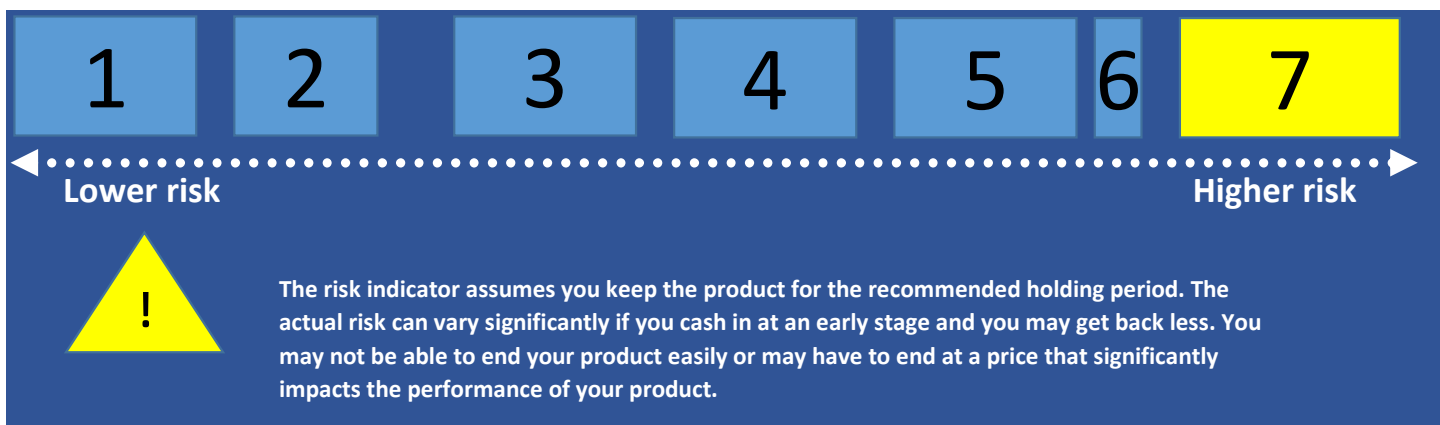 1 2 3 4 5 6 7
Lower risk Higher risk
!
The risk indicator assumes you keep the product for the recommended holding period. The
actual risk can vary significantly if you cash in at an early stage and you may get back less. You
may not be able to end your product easily or may have to end at a price that significantly
impacts the performance of your product.